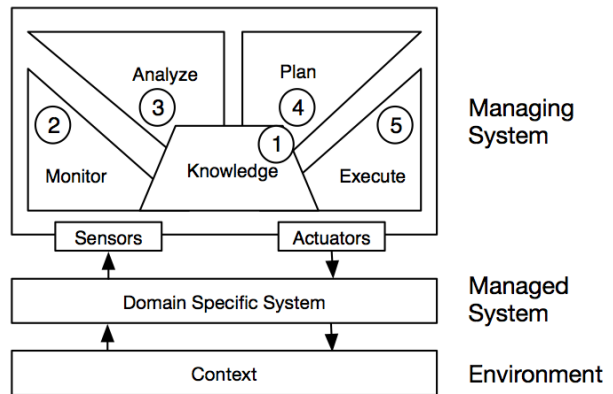 Analyze
Plan
3
4
2
5
1
Monitor
Knowledge
Execute
Managing
System
Sensors
Actuators
Domain Specific System
Managed
System
Context
Environment